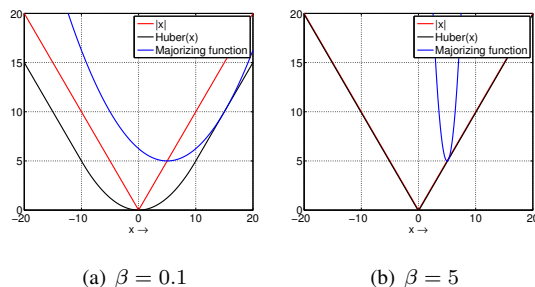 20
15
10
5
0
−20
−10
0
10
20
x →
|x|
Huber(x)
Majorizing function
(a) β = 0.1
20
15
10
5
0
−20
−10
0
10
20
x →
|x|
Huber(x)
Majorizing function
(b) β = 5